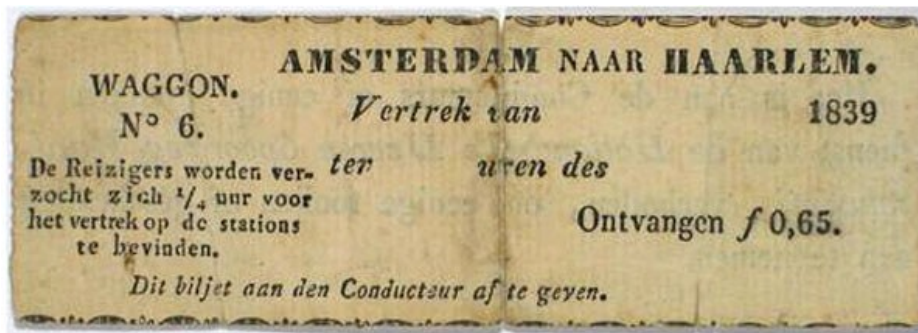 WAGGON.
N° 6.
De Reizigers worden ver-
zocht zich 1/4 uur voor
het vertrek op de stations
te bevinden.
AMSTERDAM NAAR HAARLEM.
Vertrek van 1839
ter uren des
Ontvangen ƒ 0,65.
Dit biljet aan den Conducteur af te geven.